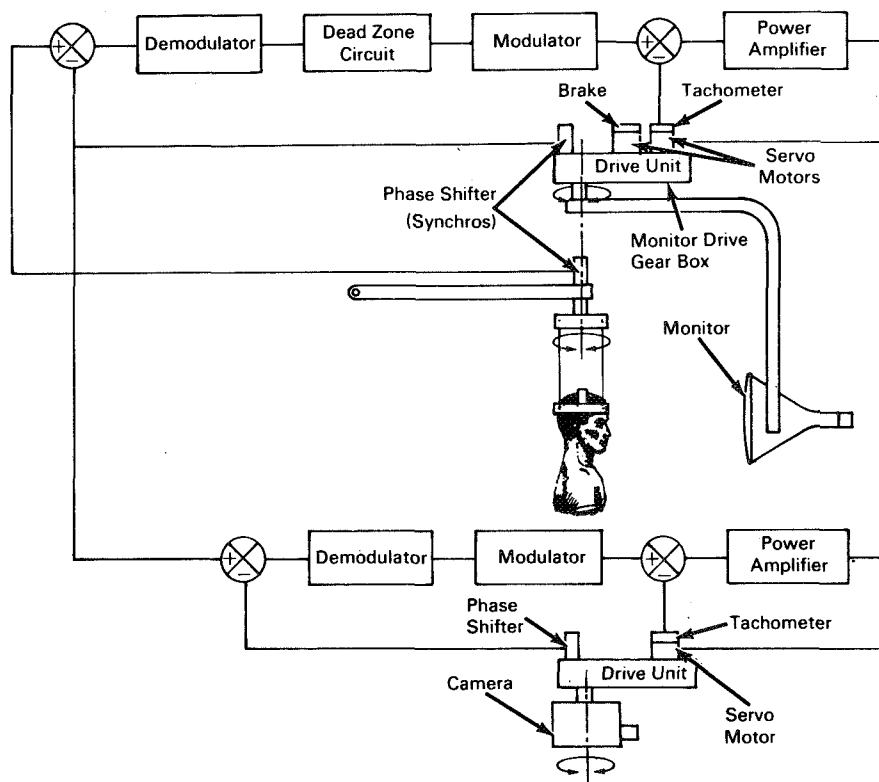 Demodulator
Dead Zone
Circuit
Modulator
Power
Amplifier
+
−
+
−
Brake
Tachometer
Drive Unit
Servo
Motors
Phase Shifter
(Synchros)
Monitor Drive
Gear Box
Monitor
+
−
Demodulator
Modulator
+
−
Power
Amplifier
Phase
Shifter
Tachometer
Drive Unit
Camera
Servo
Motor